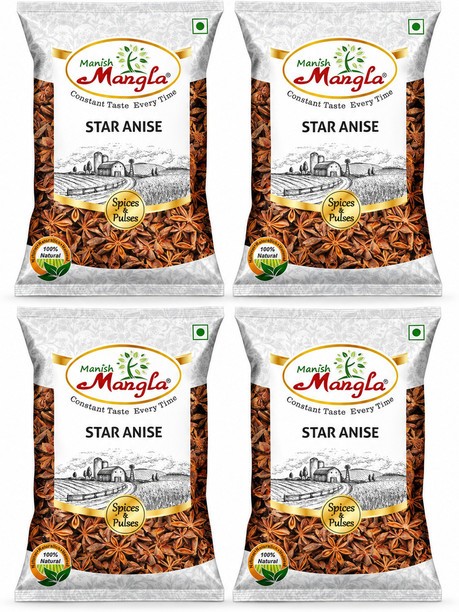 Manish
Mangla®
Constant Taste Every Time
STAR ANISE
Spices
&
Pulses
100%
Natural
Manish
Mangla®
Constant Taste Every Time
STAR ANISE
Spices
&
Pulses
100%
Natural
Manish
Mangla®
Constant Taste Every Time
STAR ANISE
Spices
&
Pulses
100%
Natural
Manish
Mangla®
Constant Taste Every Time
STAR ANISE
Spices
&
Pulses
100%
Natural